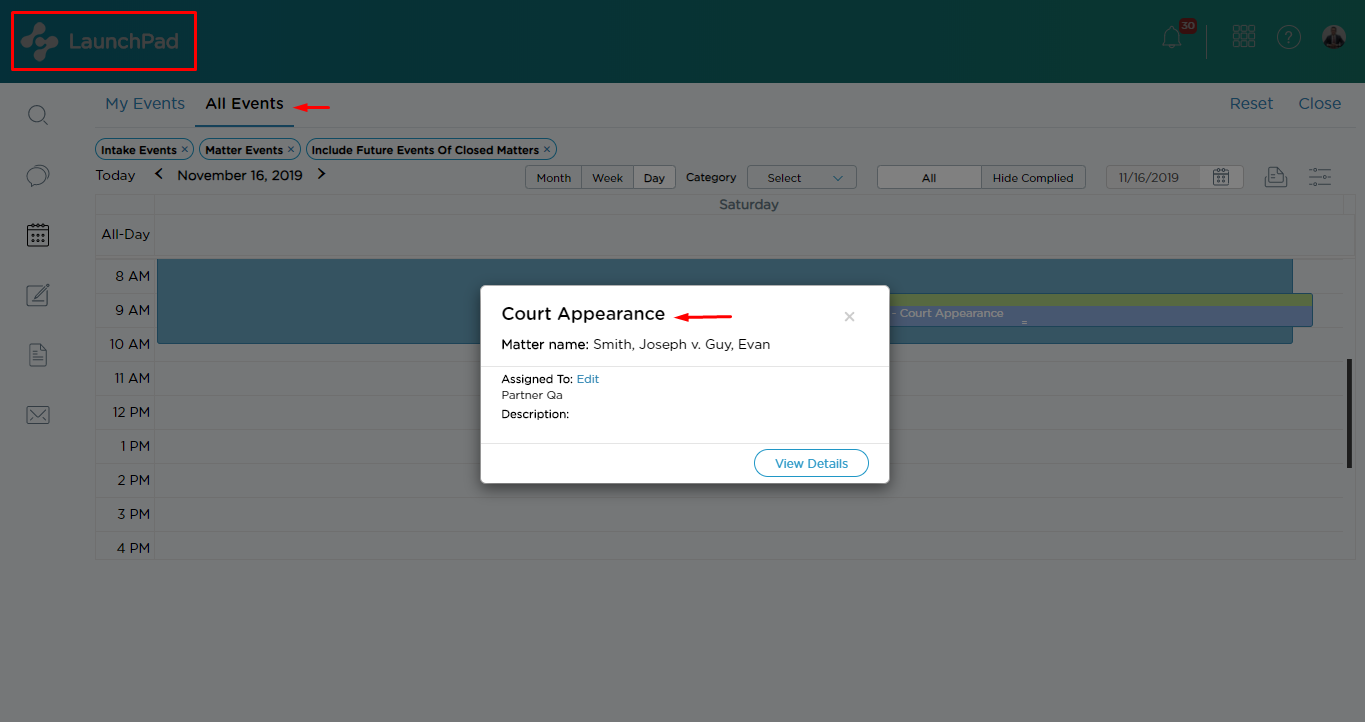 LaunchPad
30
?
My Events All Events Reset Close
Intake Events × Matter Events × Include Future Events Of Closed Matters ×
Today < November 16, 2019 > Month Week Day Category Select All Hide Complied 11/16/2019
Saturday
All-Day
8 AM
9 AM
10 AM
11 AM
12 PM
1 PM
2 PM
3 PM
4 PM
- Court Appearance
Court Appearance ×
Matter name: Smith, Joseph v. Guy, Evan
Assigned To: Edit
Partner Qa
Description:
View Details